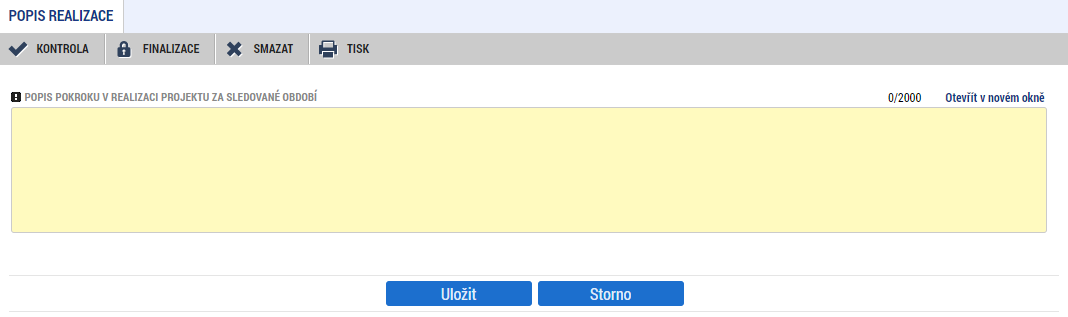 POPIS REALIZACE
KONTROLA FINALIZACE SMAZAT TISK
POPIS POKROKU V REALIZACI PROJEKTU ZA SLEDOVANÉ OBDOBÍ 0/2000 Otevřít v novém okně
Uložit Storno